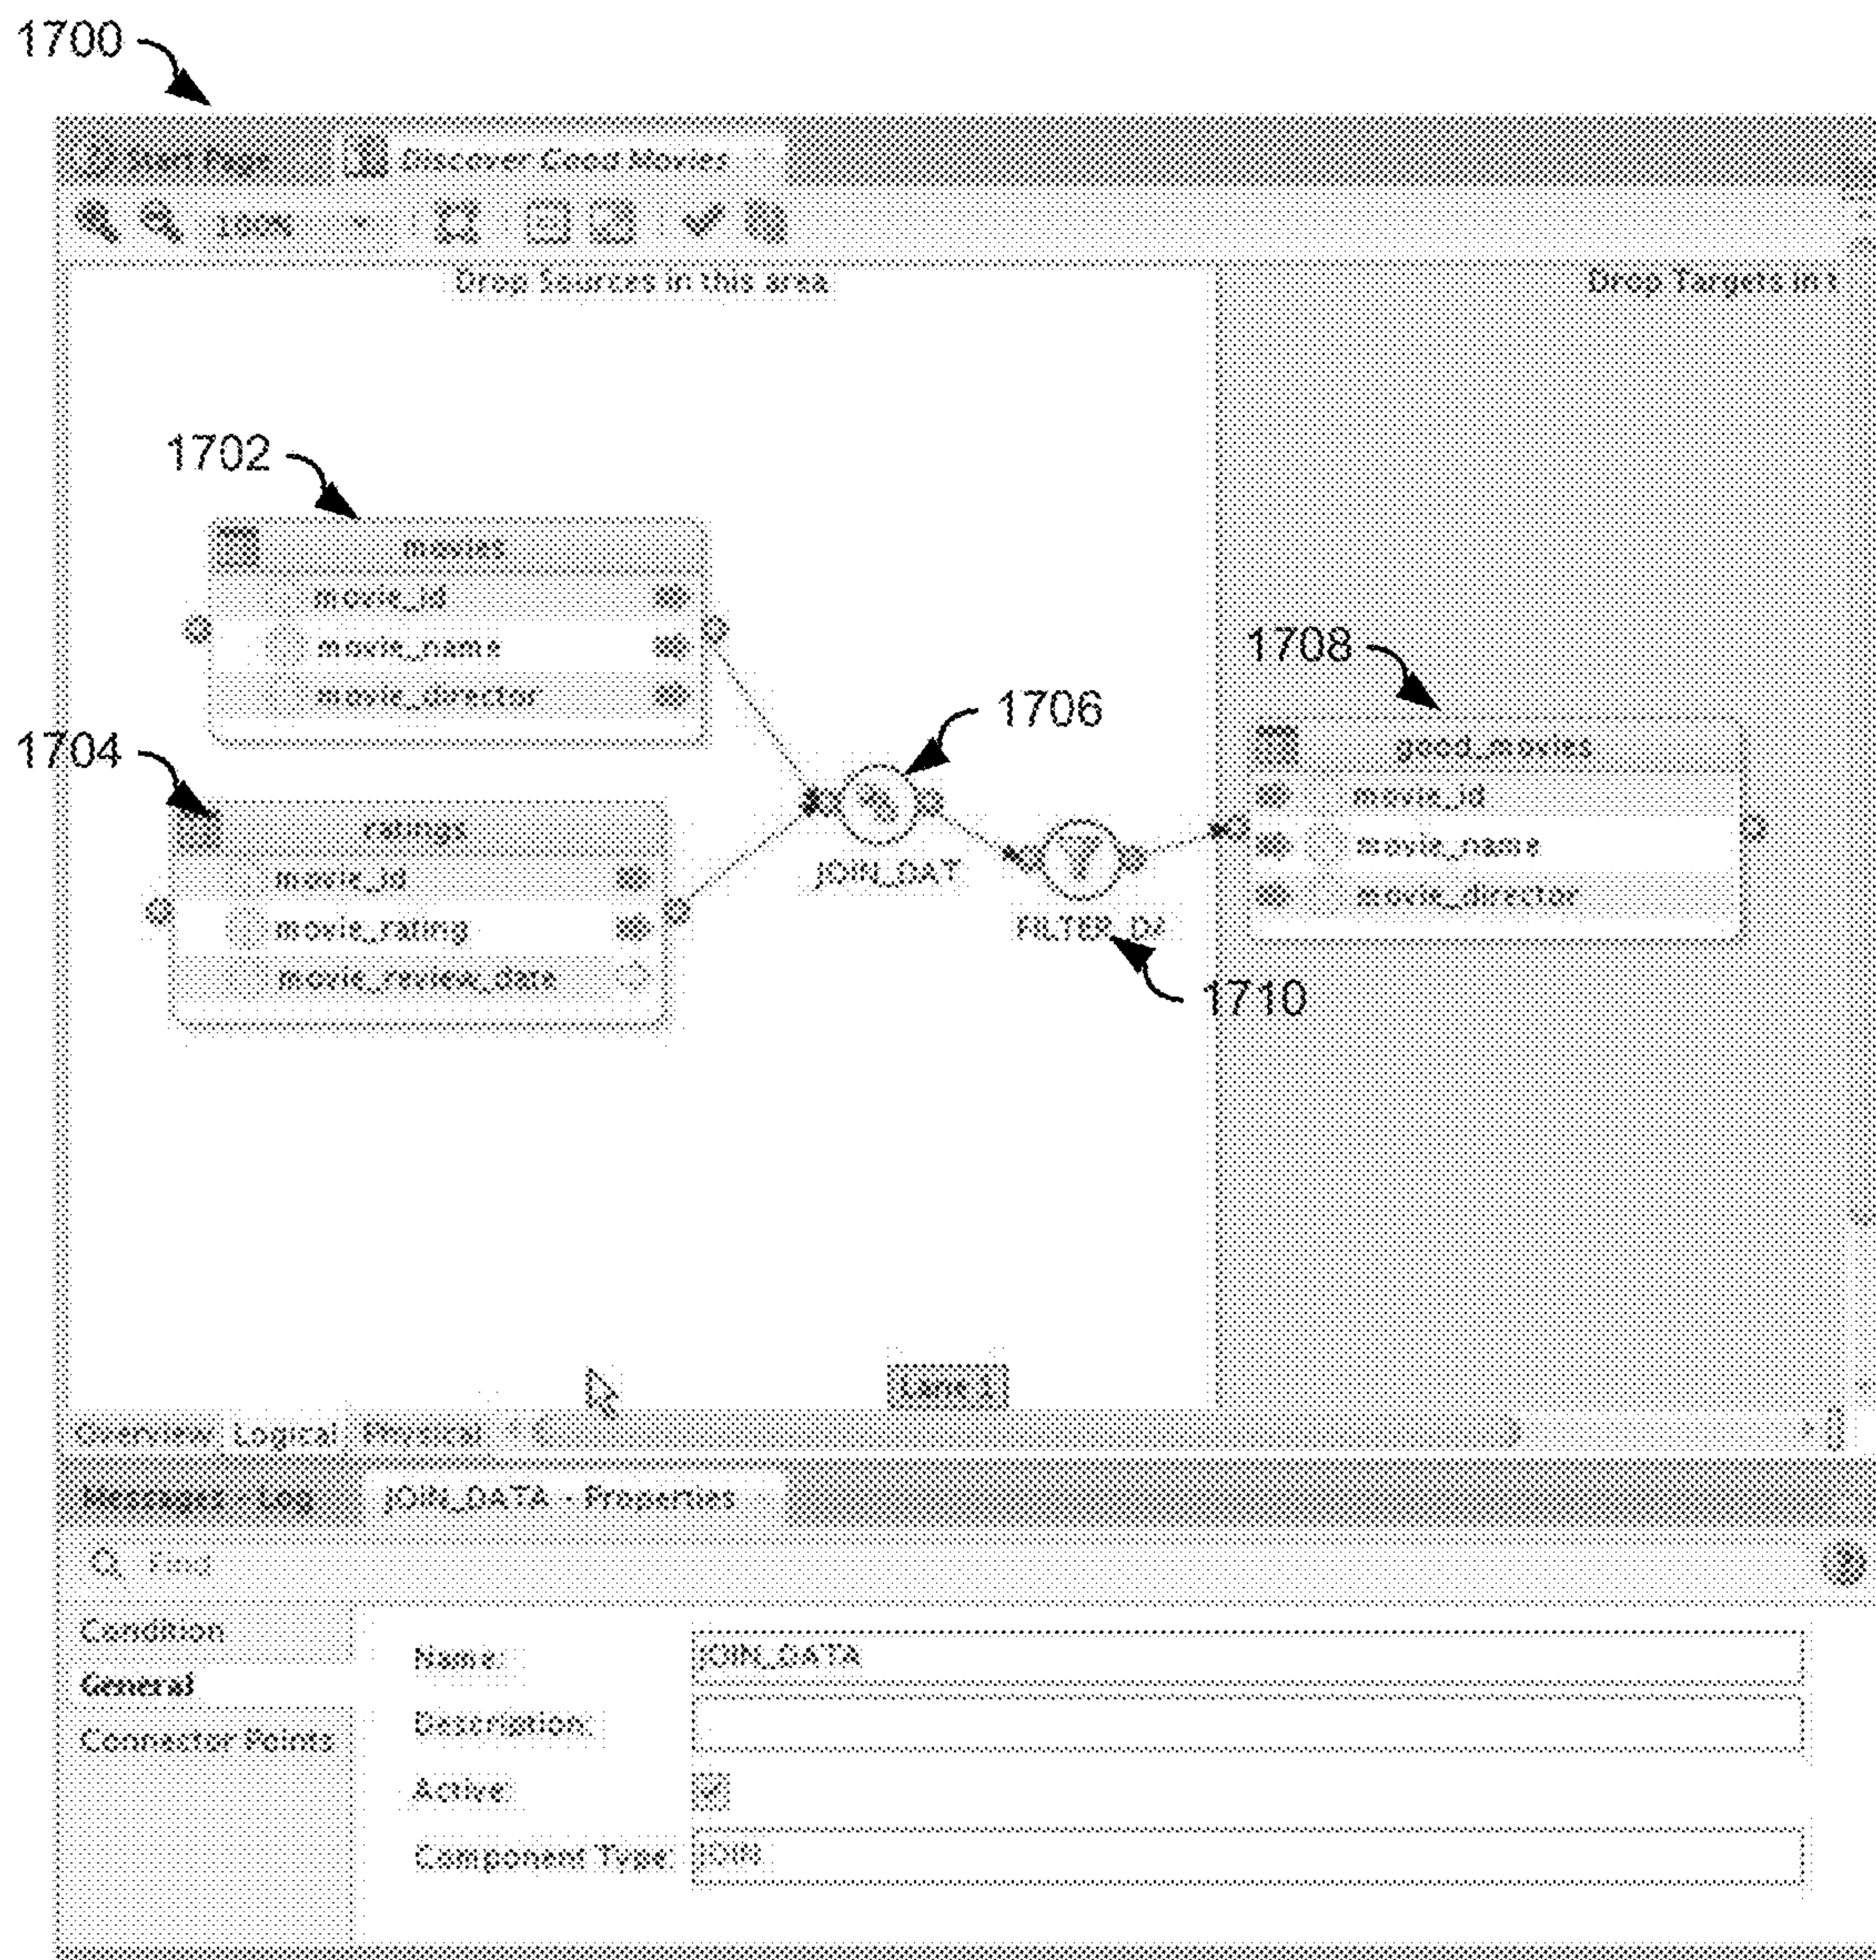 1700
Start Page Discover Good Movies
100%
Drop Sources in this area Drop Targets in t
1702
movies
movie_id
movie_name
movie_director
1704
ratings
movie_id
movie_rating
movie_review_date
1706
JOIN_DAT
FILTER_DA
1710
1708
good_movies
movie_id
movie_name
movie_director
Lane 1
Overview Logical Physical
Messages - Log JOIN_DATA - Properties
Find
Condition
General
Connector Points
Name: JOIN_DATA
Description:
Active:
Component Type: JOIN